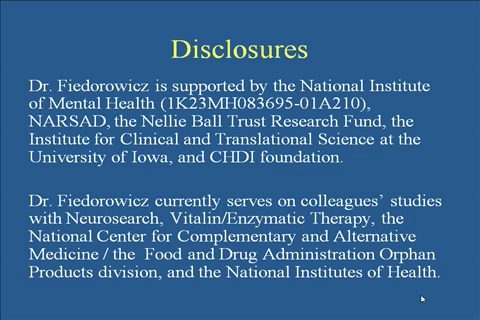 Disclosures
Dr. Fiedorowicz is supported by the National Institute
of Mental Health (1K23MH083695-01A210),
NARSAD, the Nellie Ball Trust Research Fund, the
Institute for Clinical and Translational Science at the
University of Iowa, and CHDI foundation.
Dr. Fiedorowicz currently serves on colleagues’ studies
with Neurosearch, Vitalin/Enzymatic Therapy, the
National Center for Complementary and Alternative
Medicine / the  Food and Drug Administration Orphan
Products division, and the National Institutes of Health.